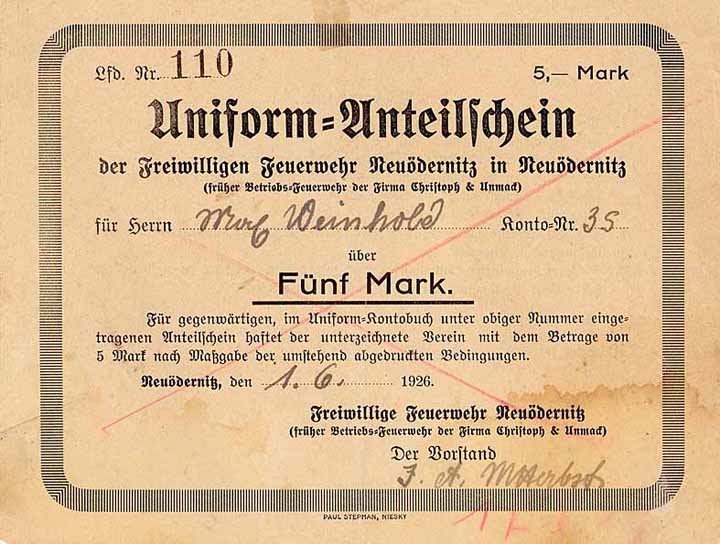 Lfd. Nr. 110 5,— Mark
Uniform=Anteilschein
der Freiwilligen Feuerwehr Neuödernitz in Neuödernitz
(früher Betriebs=Feuerwehr der Firma Christoph & Unmack)
für Herrn Max Weinhold Konto=Nr. 35
über
Fünf Mark.
Für gegenwärtigen, im Uniform=Kontobuch unter obiger Nummer einge=
tragenen Anteilschein haftet der unterzeichnete Verein mit dem Betrage von
5 Mark nach Maßgabe der umstehend abgedruckten Bedingungen.
Neuödernitz, den 1.6. 1926.
Freiwillige Feuerwehr Neuödernitz
(früher Betriebs=Feuerwehr der Firma Christoph & Unmack)
Der Vorstand
J. A.
PAUL STEPMAN, NIESKY